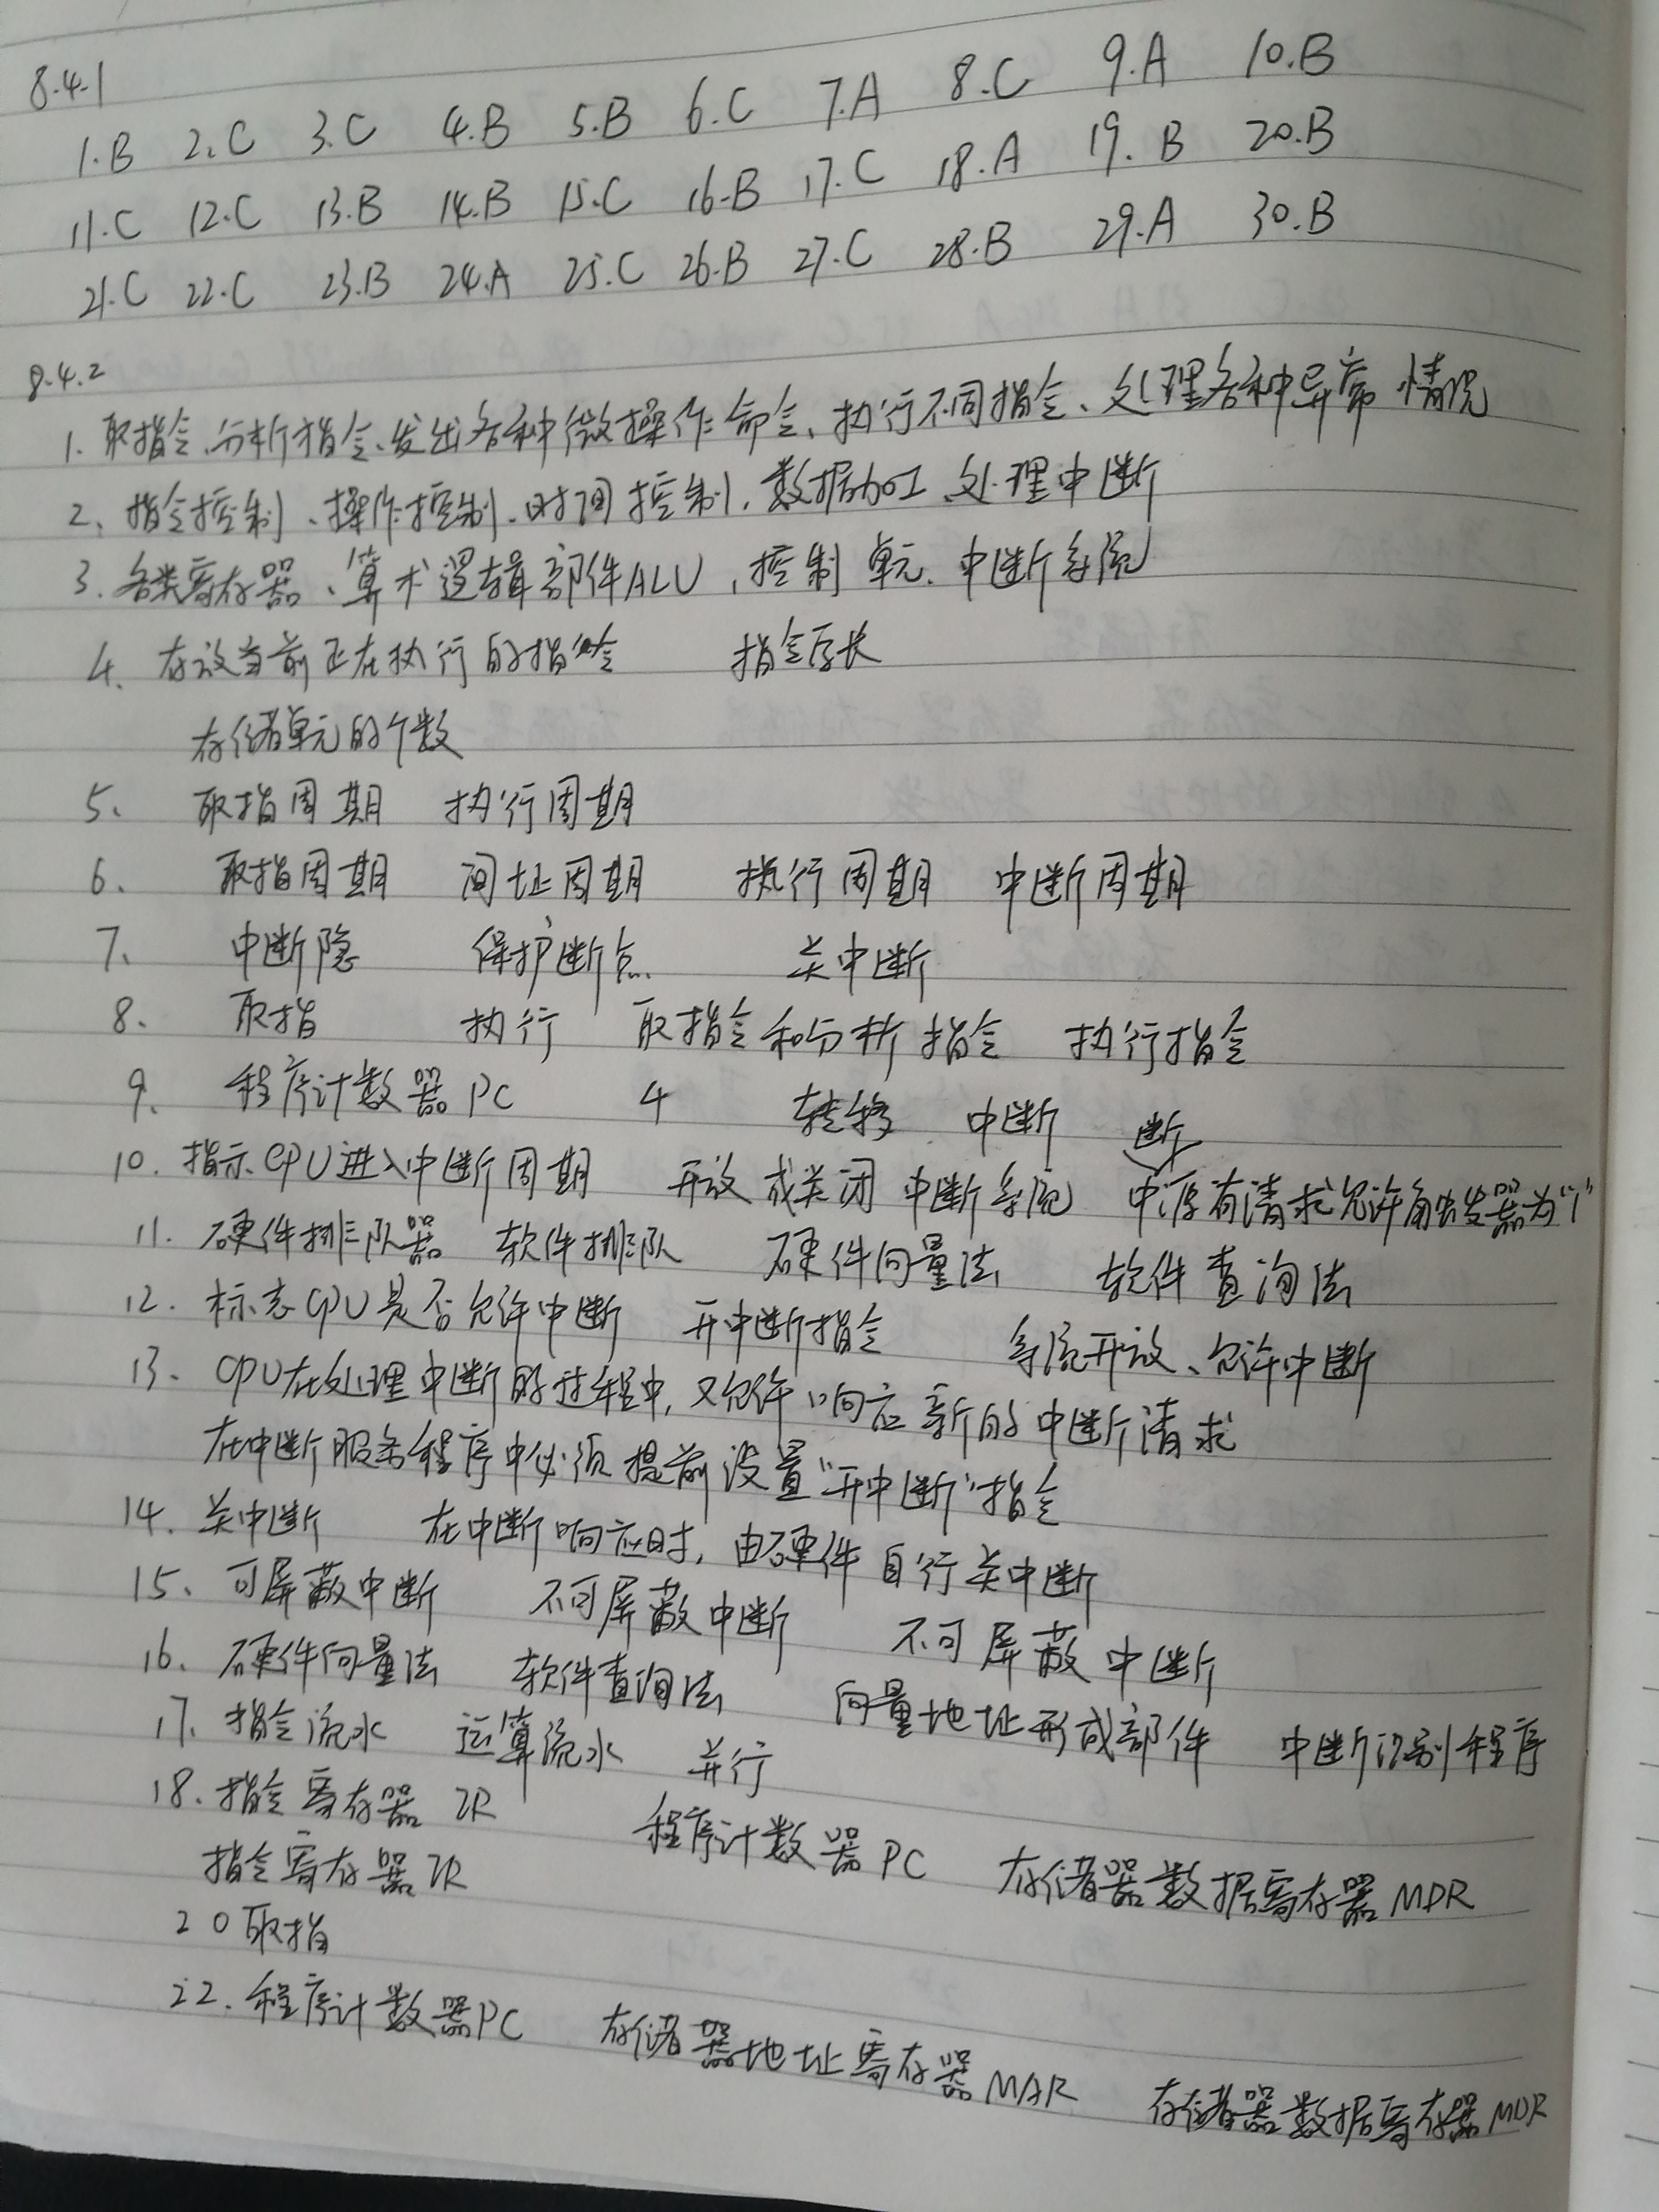 8.4.1
1.B 2.C 3.C 4.B 5.B 6.C 7.A 8.C 9.A 10.B
11.C 12.C 13.B 14.B 15.C 16.B 17.C 18.A 19.B 20.B
21.C 22.C 23.B 24.A 25.C 26.B 27.C 28.B 29.A 30.B
8.4.2
1. 取指令、分析指令、发出各种微操作命令、执行不同指令、处理各种异常情况
2、指令控制、操作控制、时间控制、数据加工、处理中断
3. 各类寄存器、算术逻辑部件ALU,控制单元.中断系统
4. 存放当前正在执行的指令 指令字长
存储单元的个数
5、 取指周期 执行周期
6、 取指周期 间址周期 执行周期 中断周期
7、 中断隐 保护断点 关中断
8. 取指 执行 取指令和分析指令 执行指令
9. 程序计数器PC 4 转移 中断
10. 指示CPU进入中断周期 开放或关闭中断系统 中断源有请求允许触发器为"1"
11. 硬件排队器 软件排队 硬件向量法 软件查询法
12. 标志CPU是否允许中断 开中断指令 系统开放、允许中断
13、CPU在处理中断的过程中,又允许响应新的中断请求
在中断服务程序中必须提前设置"开中断"指令
14. 关中断 在中断响应时,由硬件自行关中断
15、可屏蔽中断 不可屏蔽中断 不可屏蔽中断
16、硬件向量法 软件查询法 向量地址形成部件 中断识别程序
17、指令流水 运算流水 并行
18. 指令寄存器 IR 程序计数器PC 存储器数据寄存器MDR
指令寄存器IR
20 取指
22. 程序计数器PC 存储器地址寄存器MAR 存储器数据寄存器MDR